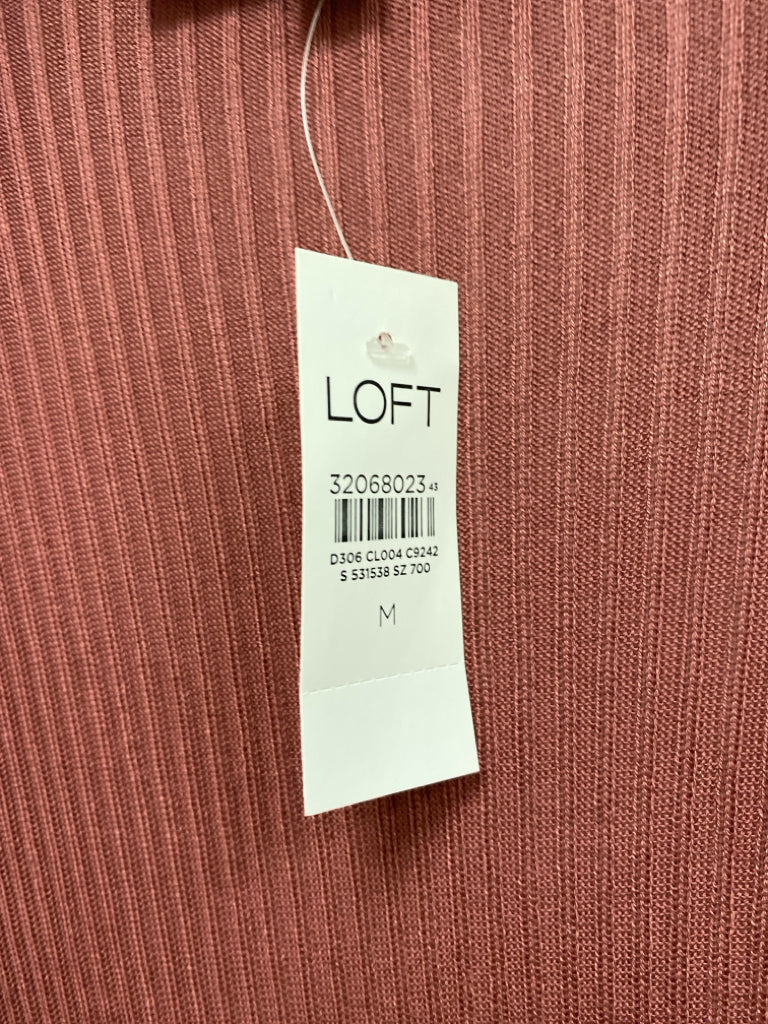 LOFT
32068023 43
D306 CL004 C9242
S 531538 SZ 700
M